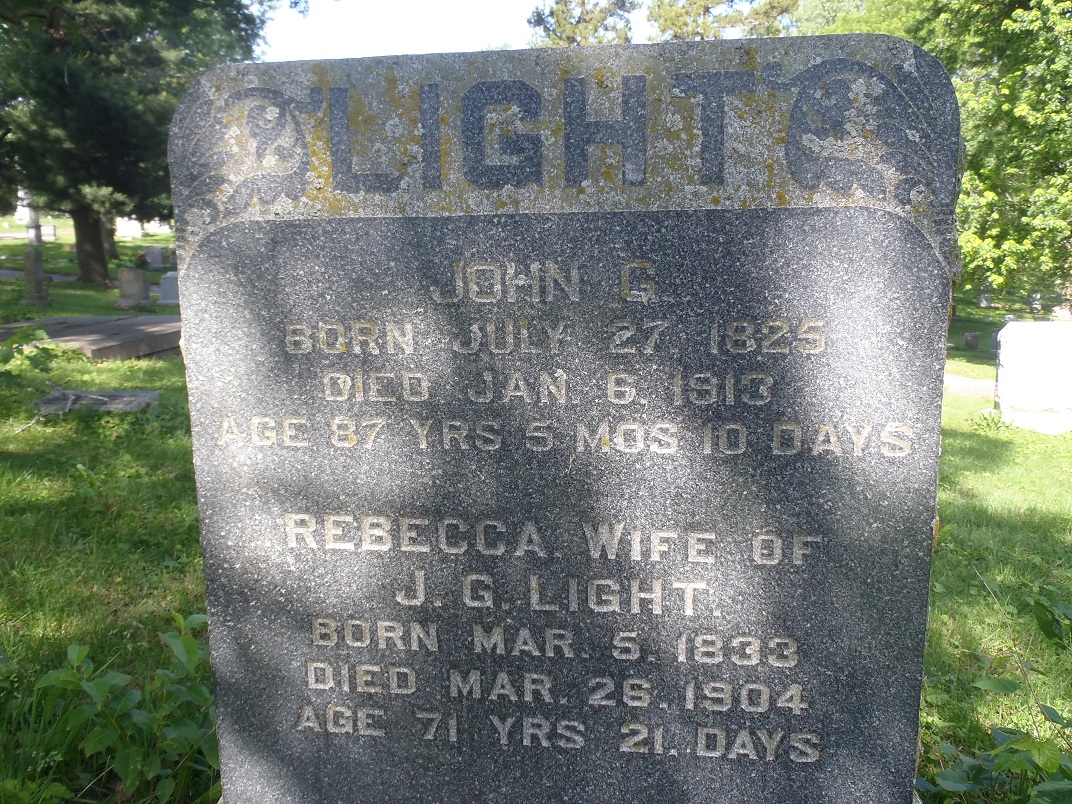 LIGHT
JOHN G.
BORN JULY 27. 1825
DIED JAN. 6. 1913
AGE 87 YRS 5 MOS 10 DAYS
REBECCA. WIFE OF
J. G. LIGHT.
BORN MAR. 5. 1833
DIED MAR. 26. 1904
AGE 71 YRS 21. DAYS